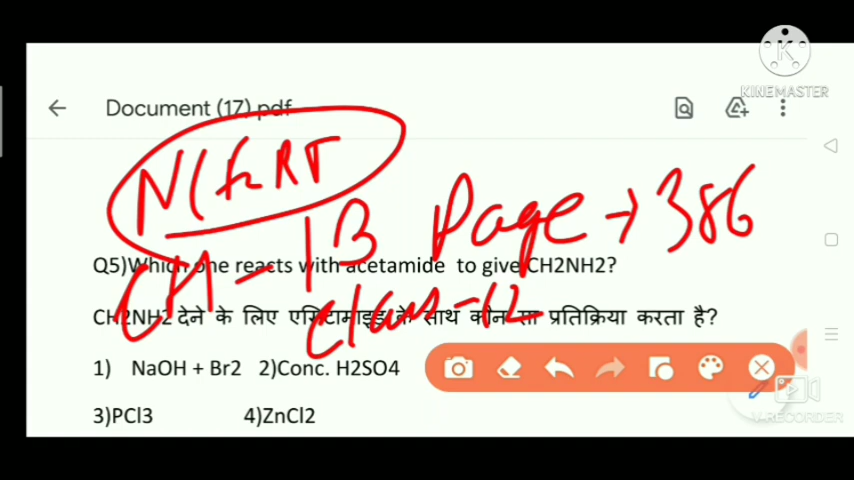 KINEMASTER
Document (17).pdf
NCERT
CH - 13 Page → 386
Q5)Which one reacts with acetamide to give CH2NH2?
class - 12
CH2NH2 देने के लिए एसिटामाइड के साथ कौन सा प्रतिक्रिया करता है?
1) NaOH + Br2 2)Conc. H2SO4
3)PCl3 4)ZnCl2
V-RECORDER